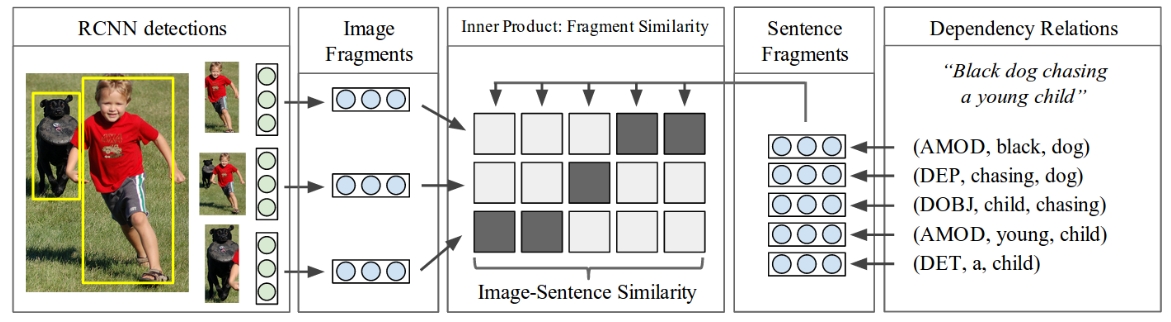 RCNN detections
Image
Fragments
Inner Product: Fragment Similarity
Image-Sentence Similarity
Sentence
Fragments
Dependency Relations
“Black dog chasing
a young child”
(AMOD, black, dog)
(DEP, chasing, dog)
(DOBJ, child, chasing)
(AMOD, young, child)
(DET, a, child)